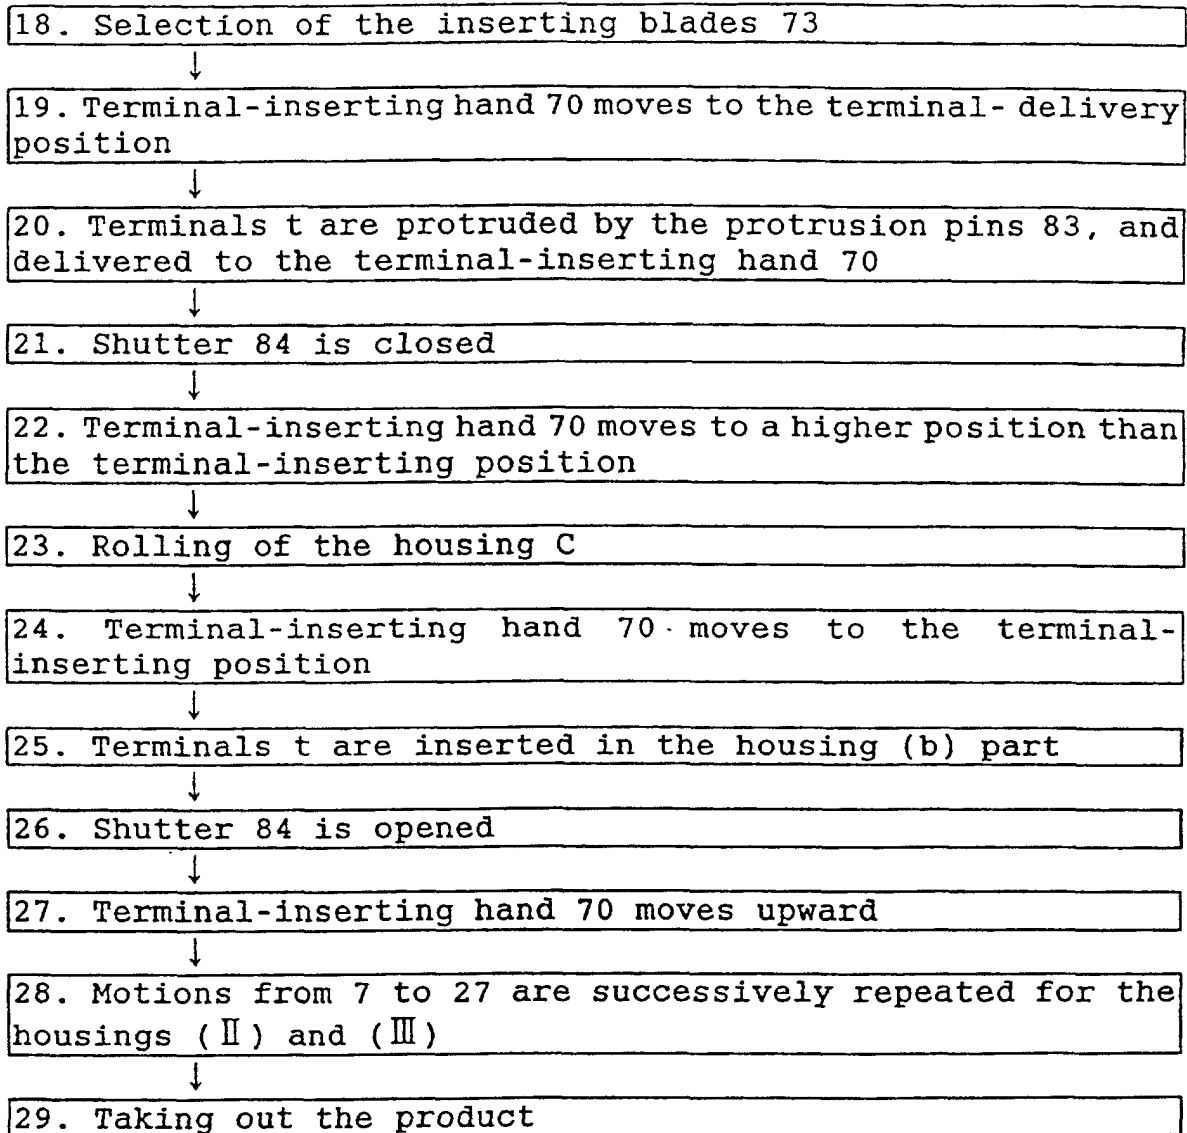 18. Selection of the inserting blades 73
↓
19. Terminal-inserting hand 70 moves to the terminal- delivery
position
↓
20. Terminals t are protruded by the protrusion pins 83, and
delivered to the terminal-inserting hand 70
↓
21. Shutter 84 is closed
↓
22. Terminal-inserting hand 70 moves to a higher position than
the terminal-inserting position
↓
23. Rolling of the housing C
↓
24. Terminal-inserting hand 70 moves to the terminal-
inserting position
↓
25. Terminals t are inserted in the housing (b) part
↓
26. Shutter 84 is opened
↓
27. Terminal-inserting hand 70 moves upward
↓
28. Motions from 7 to 27 are successively repeated for the
housings (Ⅱ) and (Ⅲ)
↓
29. Taking out the product